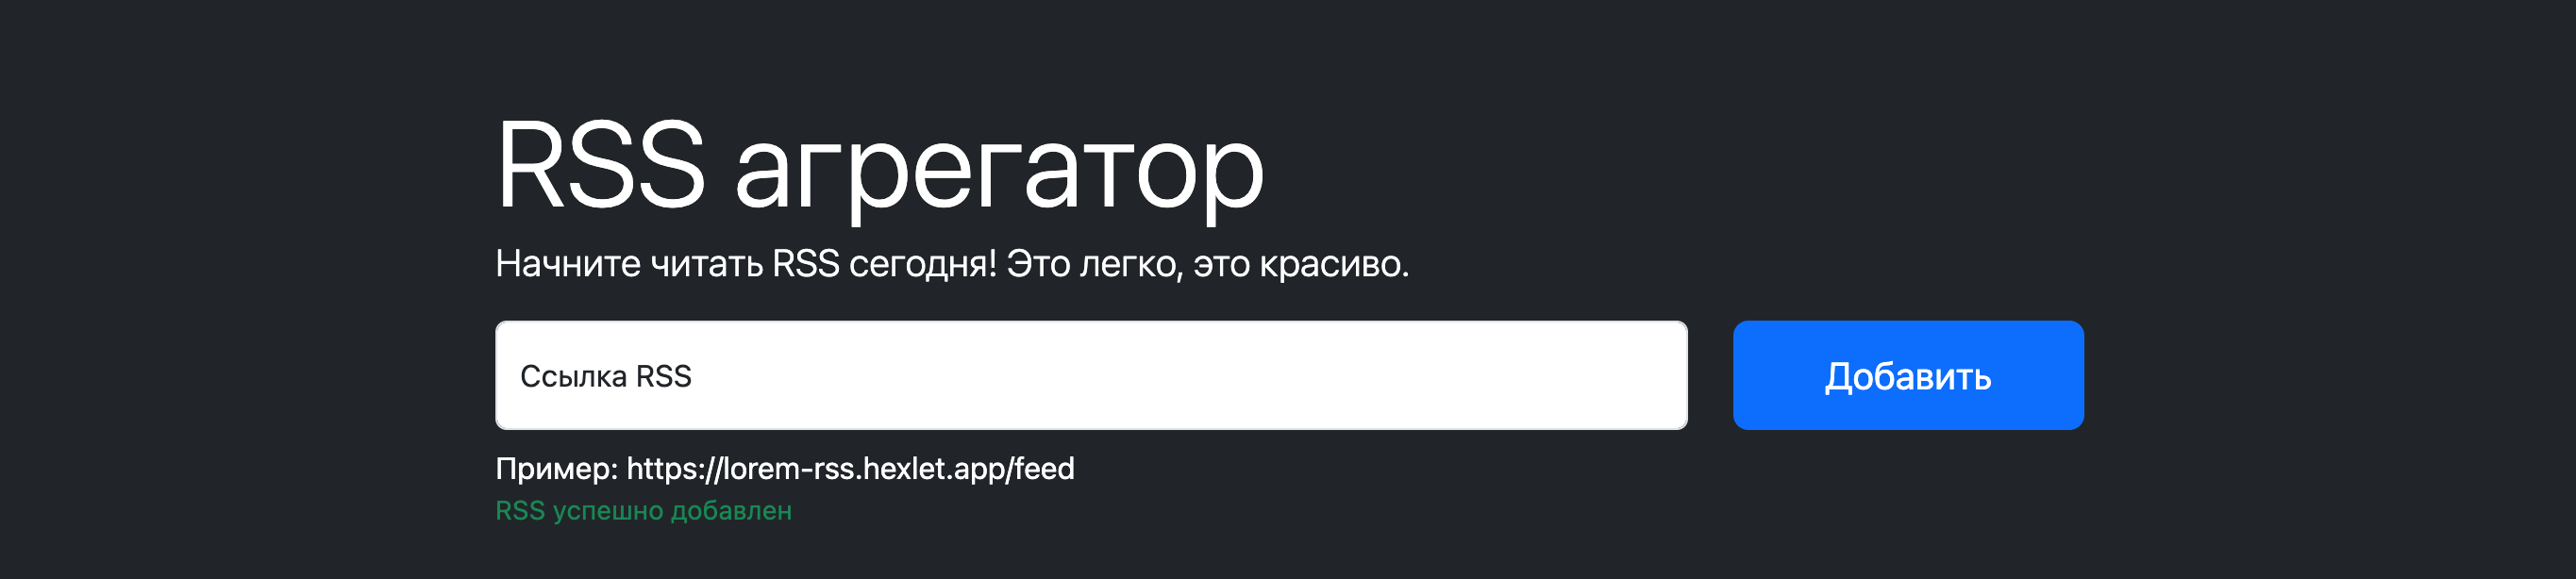 RSS агрегатор
Начните читать RSS сегодня! Это легко, это красиво.
Ссылка RSS
Добавить
Пример: https://lorem-rss.hexlet.app/feed
RSS успешно добавлен